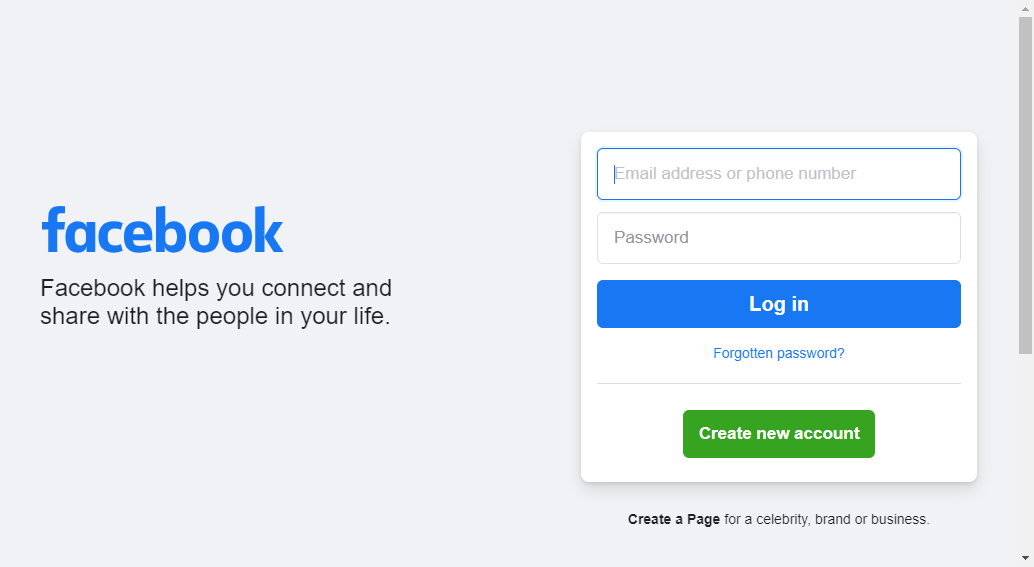 facebook
Facebook helps you connect and
share with the people in your life.
Email address or phone number
Password
Log in
Forgotten password?
Create new account
Create a Page for a celebrity, brand or business.